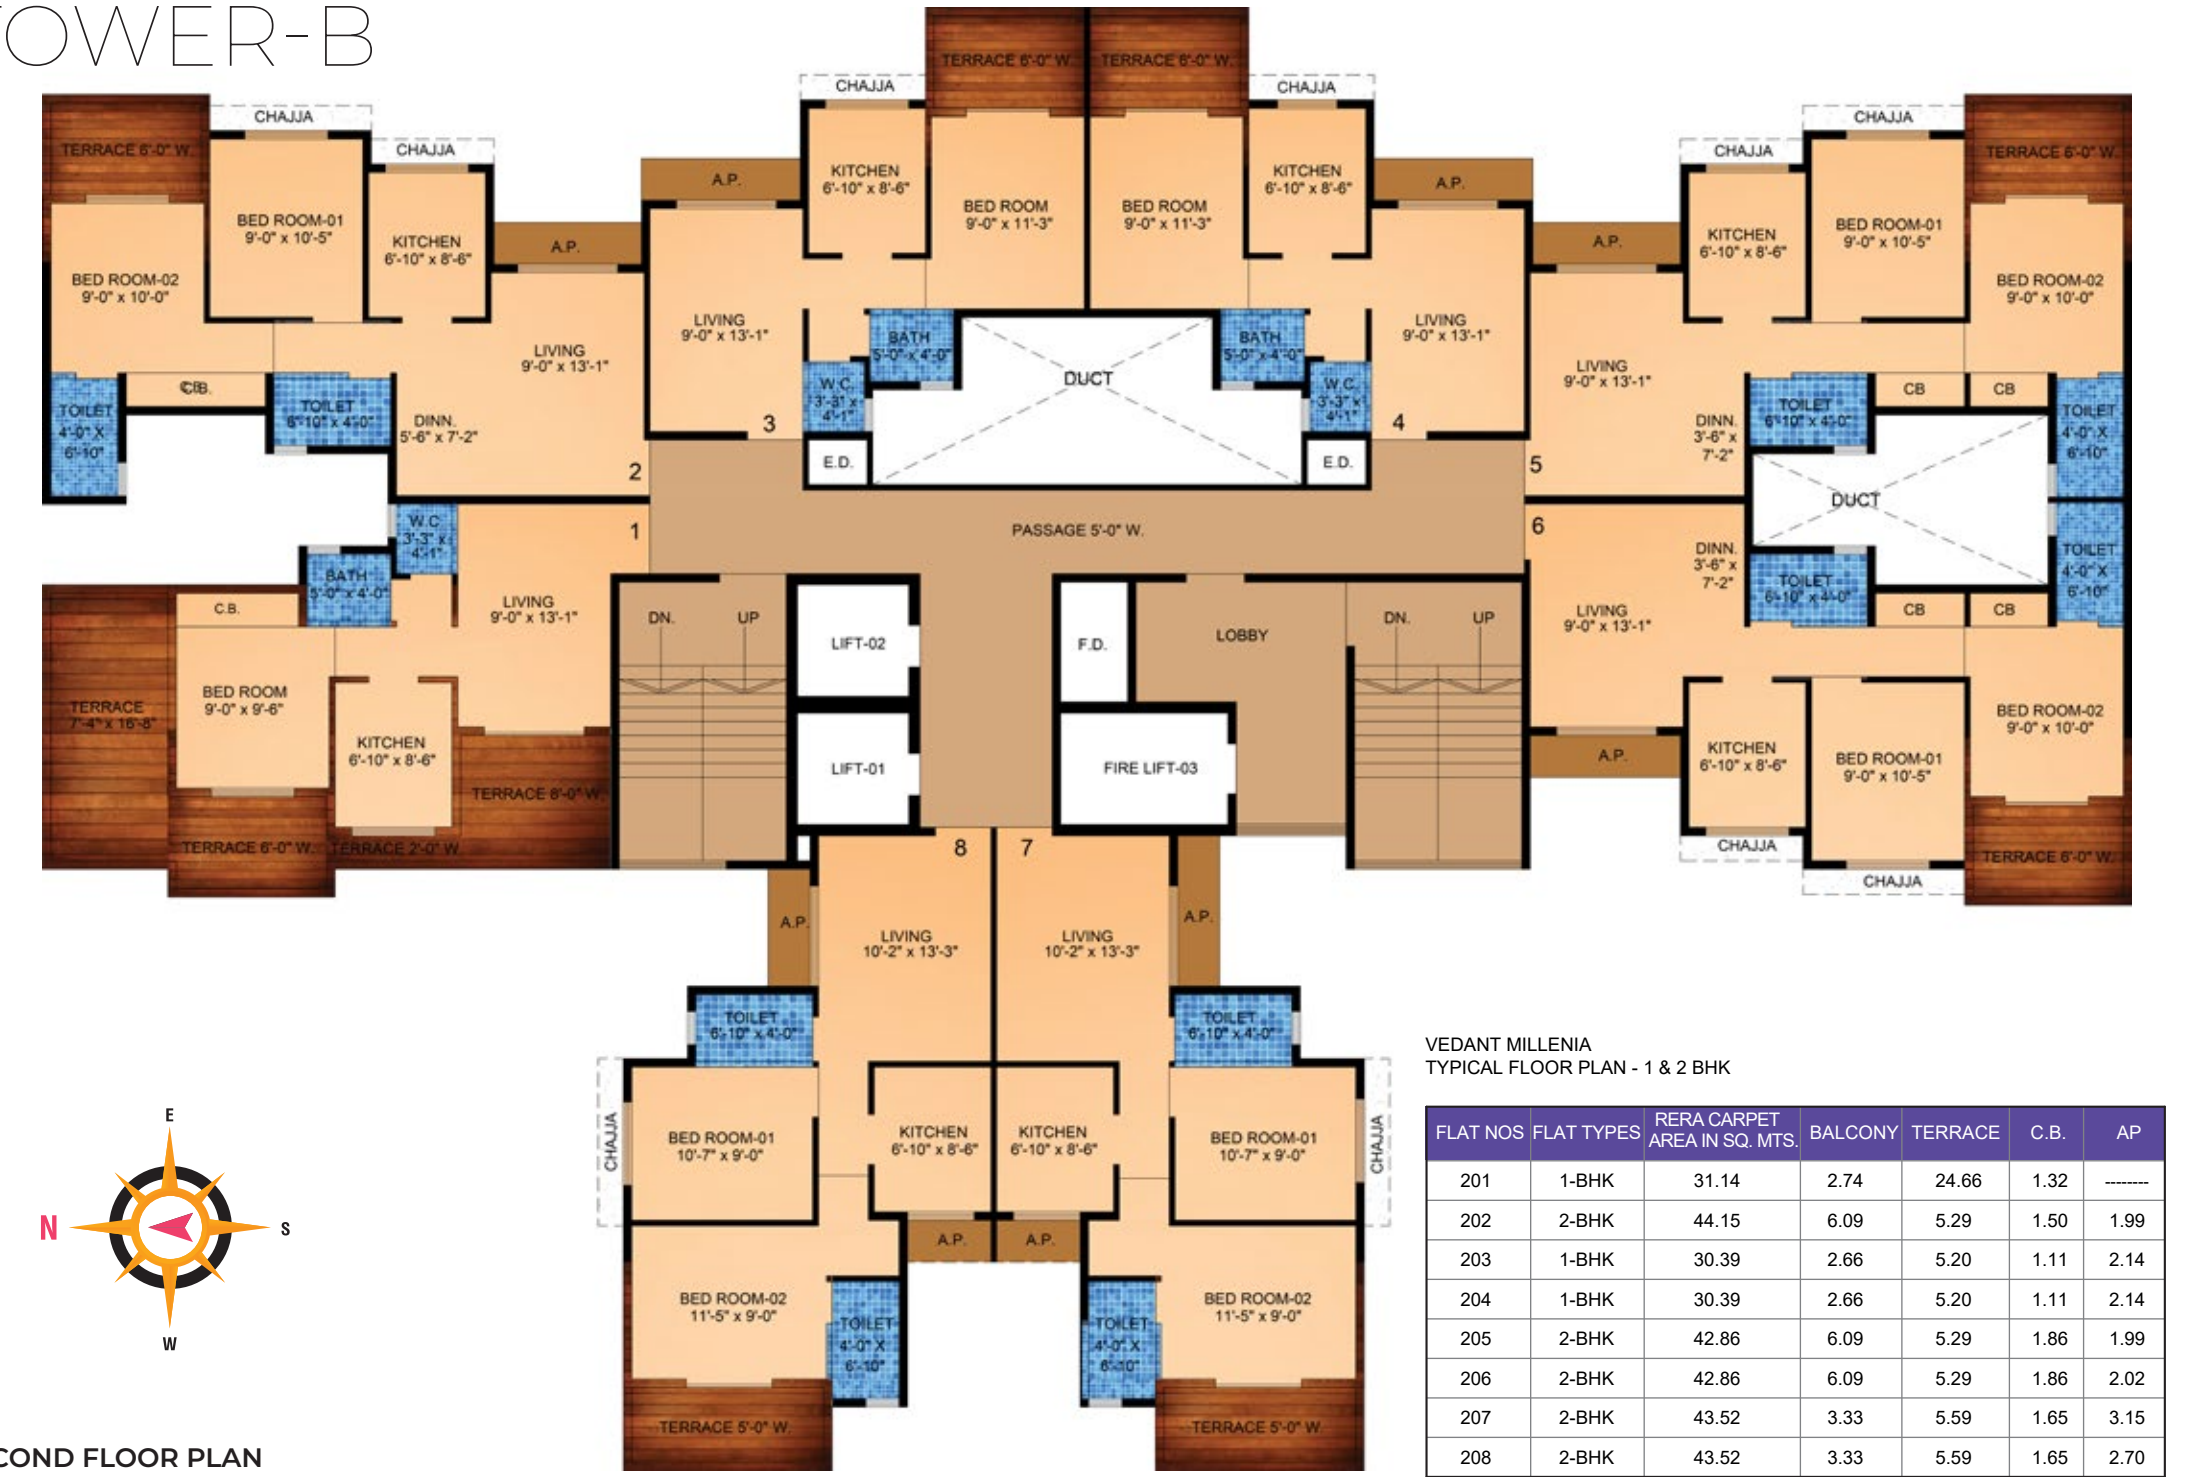 TOWER-B
TERRACE 6'-0" W.
TERRACE 6'-0" W.
CHAJJA
CHAJJA
CHAJJA
CHAJJA
CHAJJA
CHAJJA
TERRACE 6'-0" W.
TERRACE 6'-0" W.
A.P.
A.P.
KITCHEN
6'-10" x 8'-6"
KITCHEN
6'-10" x 8'-6"
BED ROOM
9'-0" x 11'-3"
BED ROOM
9'-0" x 11'-3"
BED ROOM-01
9'-0" x 10'-5"
KITCHEN
6'-10" x 8'-6"
A.P.
A.P.
KITCHEN
6'-10" x 8'-6"
BED ROOM-01
9'-0" x 10'-5"
BED ROOM-02
9'-0" x 10'-0"
BED ROOM-02
9'-0" x 10'-0"
LIVING
9'-0" x 13'-1"
LIVING
9'-0" x 13'-1"
LIVING
9'-0" x 13'-1"
LIVING
9'-0" x 13'-1"
BATH
5'-0" x 4'-0"
BATH
5'-0" x 4'-0"
DUCT
W.C.
3'-3" x
4'-1"
W.C.
3'-3" x
4'-1"
C.B.
CB
CB
TOILET
4'-0" X
6'-10"
TOILET
6'-10" x 4'-0"
DINN.
5'-6" x 7'-2"
3
4
TOILET
6'-10" x 4'-0"
DINN.
3'-6" x
7'-2"
TOILET
4'-0" X
6'-10"
E.D.
E.D.
2
5
DUCT
PASSAGE 5'-0" W.
1
6
W.C
3'-3" x
4'-1"
DINN.
3'-6" x
7'-2"
TOILET
4'-0" X
6'-10"
BATH
5'-0" x 4'-0"
TOILET
6'-10" x 4'-0"
C.B.
CB
CB
LIVING
9'-0" x 13'-1"
LIVING
9'-0" x 13'-1"
DN.
UP
LIFT-02
F.D.
LOBBY
DN.
UP
TERRACE
7'-4" x 16'-8"
BED ROOM
9'-0" x 9'-6"
KITCHEN
6'-10" x 8'-6"
BED ROOM-02
9'-0" x 10'-0"
A.P.
KITCHEN
6'-10" x 8'-6"
BED ROOM-01
9'-0" x 10'-5"
LIFT-01
FIRE LIFT-03
TERRACE 8'-0" W.
TERRACE 6'-0" W.
TERRACE 2'-0" W.
8
7
CHAJJA
TERRACE 6'-0" W.
CHAJJA
A.P.
A.P.
LIVING
10'-2" x 13'-3"
LIVING
10'-2" x 13'-3"
TOILET
6'-10" x 4'-0"
TOILET
6'-10" x 4'-0"
CHAJJA
BED ROOM-01
10'-7" x 9'-0"
KITCHEN
6'-10" x 8'-6"
KITCHEN
6'-10" x 8'-6"
BED ROOM-01
10'-7" x 9'-0"
CHAJJA
A.P.
A.P.
BED ROOM-02
11'-5" x 9'-0"
BED ROOM-02
11'-5" x 9'-0"
TOILET
4'-0" X
6'-10"
TOILET
4'-0" X
6'-10"
TERRACE 5'-0" W.
TERRACE 5'-0" W.
E
N
S
W
COND FLOOR PLAN
VEDANT MILLENIA
TYPICAL FLOOR PLAN - 1 & 2 BHK
FLAT NOS FLAT TYPES RERA CARPET AREA IN SQ. MTS. BALCONY TERRACE C.B. AP
201 1-BHK 31.14 2.74 24.66 1.32 --------
202 2-BHK 44.15 6.09 5.29 1.50 1.99
203 1-BHK 30.39 2.66 5.20 1.11 2.14
204 1-BHK 30.39 2.66 5.20 1.11 2.14
205 2-BHK 42.86 6.09 5.29 1.86 1.99
206 2-BHK 42.86 6.09 5.29 1.86 2.02
207 2-BHK 43.52 3.33 5.59 1.65 3.15
208 2-BHK 43.52 3.33 5.59 1.65 2.70